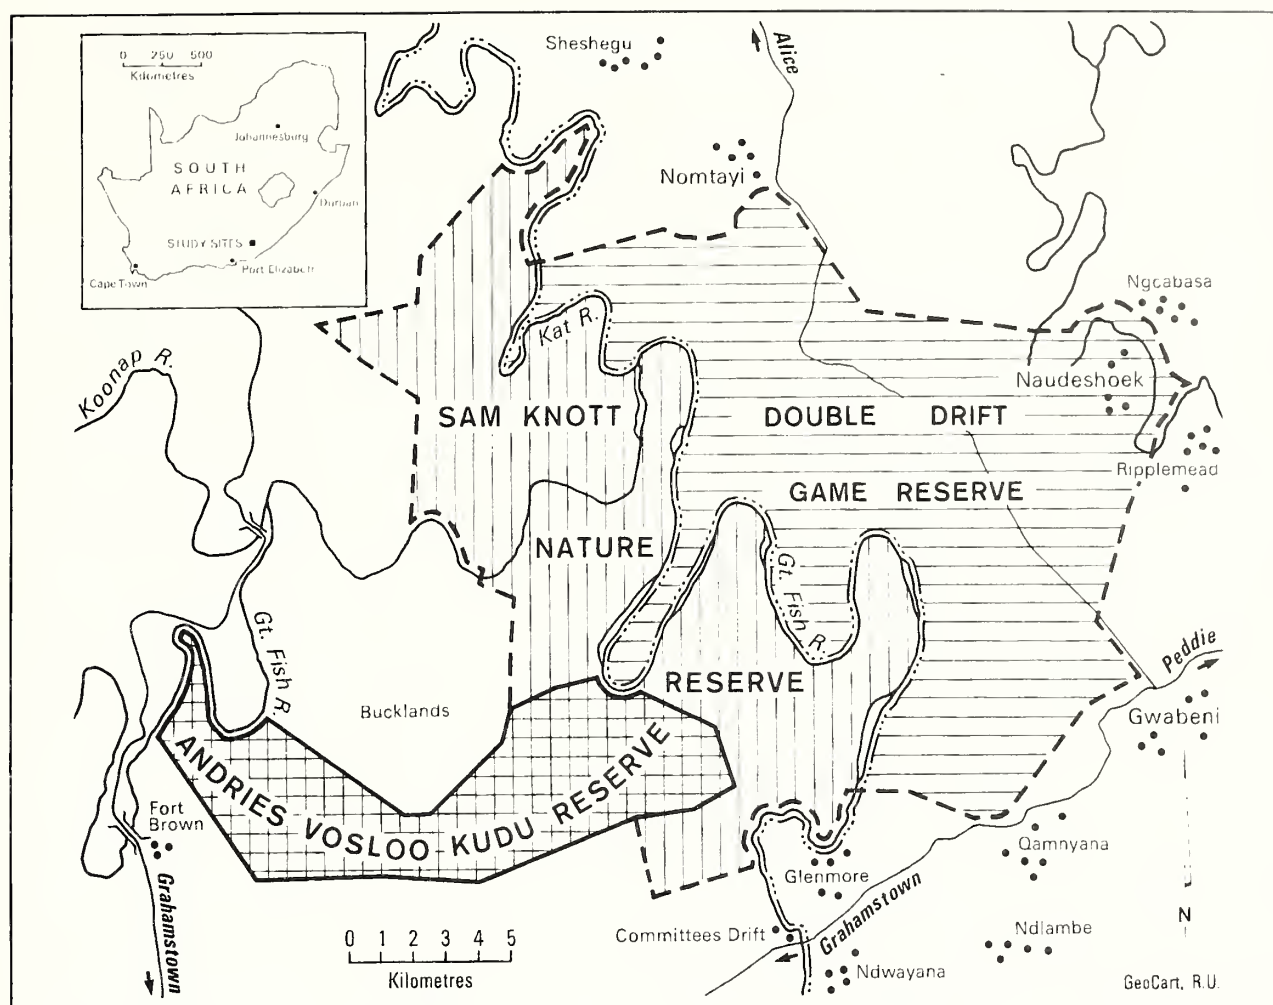 0 250 500
Kilometres
Johannesburg
SOUTH
AFRICA
Durban
STUDY SITES
Port Elizabeth
Cape Town
Sheshegu
Alice
Nomtayi
Ngcabasa
Koonap R.
Kat R.
Naudeshoek
SAM KNOTT
DOUBLE DRIFT
Ripplemead
GAME RESERVE
NATURE
Gt. Fish R.
Gt. Fish R.
Peddie
RESERVE
Bucklands
Gwabeni
ANDRIES VOSLOO KUDU RESERVE
Fort
Brown
Qamnyana
Glenmore
Grahamstown
Grahamstown
N
Committees Drift
Ndlambe
0 1 2 3 4 5
Kilometres
Ndwayana
GeoCart, R.U.